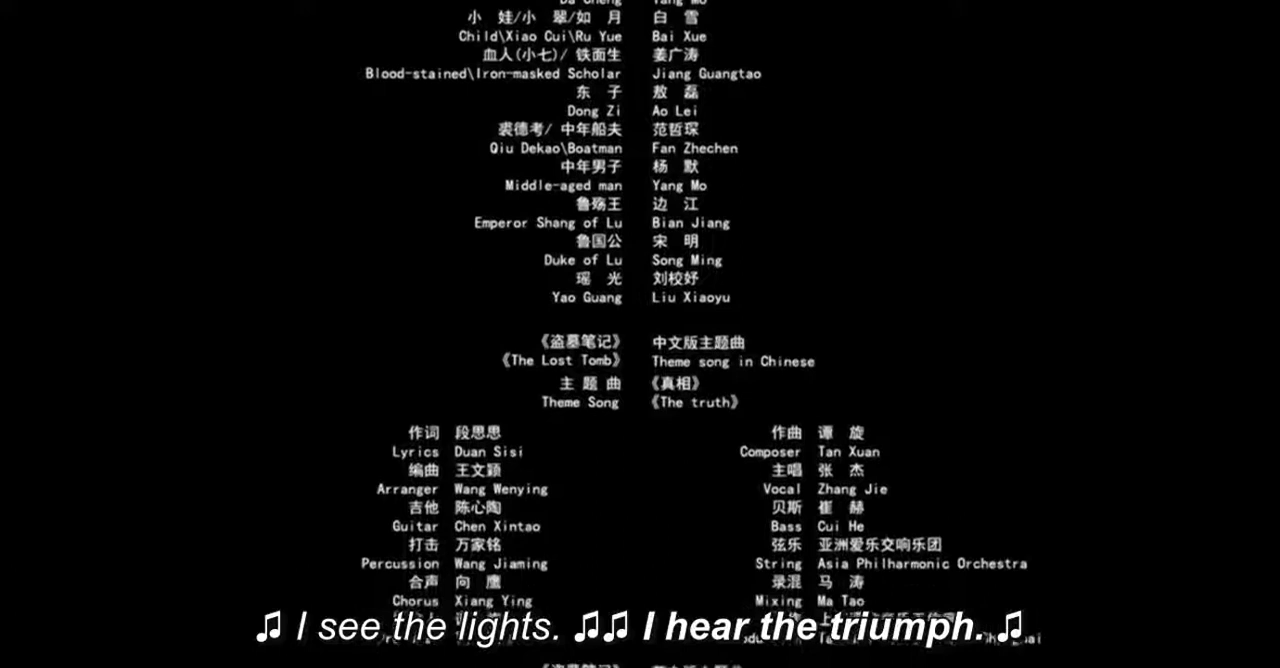 Da Cheng Yang Mo
小 娃/小 翠/如 月 白 雪
Child\Xiao Cui\Ru Yue Bai Xue
血人(小七)/ 铁面生 姜广涛
Blood-stained\Iron-masked Scholar Jiang Guangtao
东 子 敖 磊
Dong Zi Ao Lei
裘德考/ 中年船夫 范哲琛
Qiu Dekao\Boatman Fan Zhechen
中年男子 杨 默
Middle-aged man Yang Mo
鲁殇王 边 江
Emperor Shang of Lu Bian Jiang
鲁国公 宋 明
Duke of Lu Song Ming
瑶 光 刘校妤
Yao Guang Liu Xiaoyu
《盗墓笔记》 中文版主题曲
《The Lost Tomb》 Theme song in Chinese
主 题 曲 《真相》
Theme Song 《The truth》
作词 段思思 作曲 谭 旋
Lyrics Duan Sisi Composer Tan Xuan
编曲 王文颖 主唱 张 杰
Arranger Wang Wenying Vocal Zhang Jie
吉他 陈心陶 贝斯 崔 赫
Guitar Chen Xintao Bass Cui He
打击 万家铭 弦乐 亚洲爱乐交响乐团
Percussion Wang Jiaming String Asia Philharmonic Orchestra
合声 向 鹰 录混 马 涛
Chorus Xiang Ying Mixing Ma Tao
♫ I see the lights. ♫♫ I hear the triumph. ♫